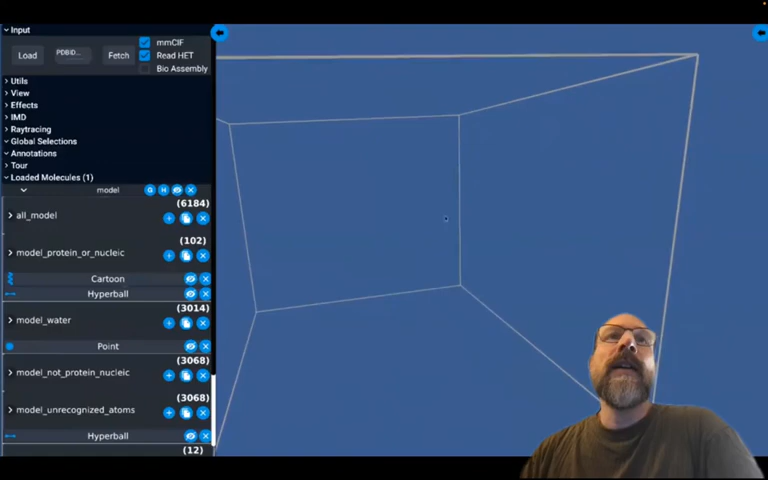 Input
Load
PDBID...
Fetch
mmCIF
Read HET
Bio Assembly
Utils
View
Effects
IMD
Raytracing
Global Selections
Annotations
Tour
Loaded Molecules (1)
model
G H
(6184)
all_model
(102)
model_protein_or_nucleic
Cartoon
Hyperball
(3014)
model_water
Point
(3068)
model_not_protein_nucleic
(3068)
model_unrecognized_atoms
Hyperball
(12)